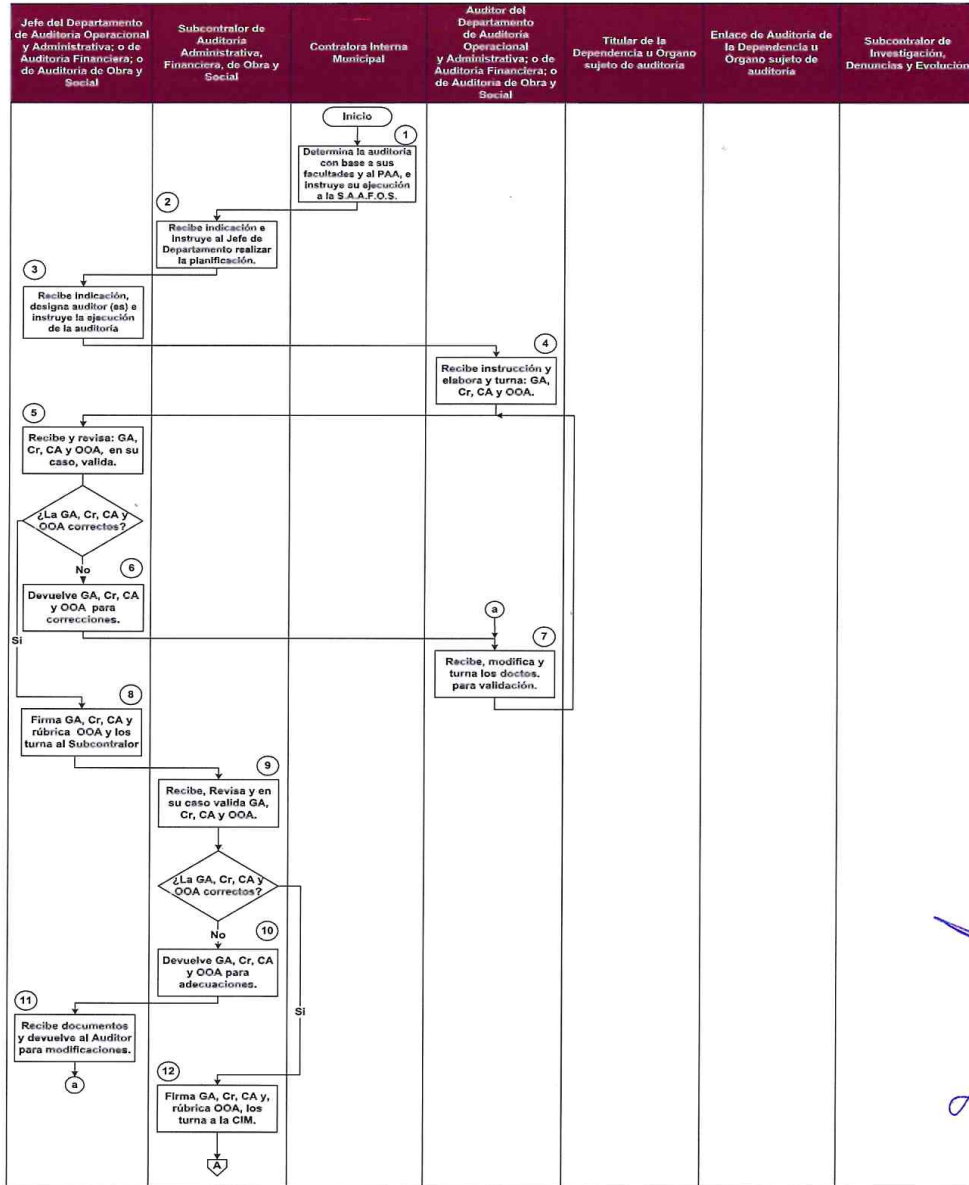 Jefe del Departamento
de Auditoria Operacional
y Administrativa; o de
Auditoria Financiera; o
de Auditoria de Obra y
Social
Subcontralor de
Auditoria
Administrativa,
Financiera, de Obra y
Social
Contralora Interna
Municipal
Auditor del
Departamento
de Auditoria
Operacional
y Administrativa; o de
Auditoria Financiera; o
de Auditoria de Obra y
Social
Titular de la
Dependencia u Órgano
sujeto de auditoría
Enlace de Auditoria de
la Dependencia u
Órgano sujeto de
auditoría
Subcontralor de
Investigación,
Denuncias y Evolución
Inicio
1
Determina la auditoria
con base a sus
facultades y al PAA, e
instruye su ejecución
a la S.A.A.F.O.S.
2
Recibe indicación e
instruye al Jefe de
Departamento realizar
la planificación.
3
Recibe indicación,
designa auditor (es) e
instruye la ejecución
de la auditoría
4
Recibe instrucción y
elabora y turna: GA,
Cr, CA y OOA.
5
Recibe y revisa: GA,
Cr, CA y OOA, en su
caso, valida.
¿La GA, Cr, CA y
OOA correctos?
No
6
Devuelve GA, Cr, CA
y OOA para
correcciones.
Si
a
7
Recibe, modifica y
turna los doctos.
para validación.
8
Firma GA, Cr, CA y
rúbrica OOA y los
turna al Subcontralor
9
Recibe, Revisa y en
su caso valida GA,
Cr, CA y OOA.
¿La GA, Cr, CA y
OOA correctos?
No
10
Devuelve GA, Cr, CA
y OOA para
adecuaciones.
Si
11
Recibe documentos
y devuelve al Auditor
para modificaciones.
a
12
Firma GA, Cr, CA y,
rúbrica OOA, los
turna a la CIM.
A